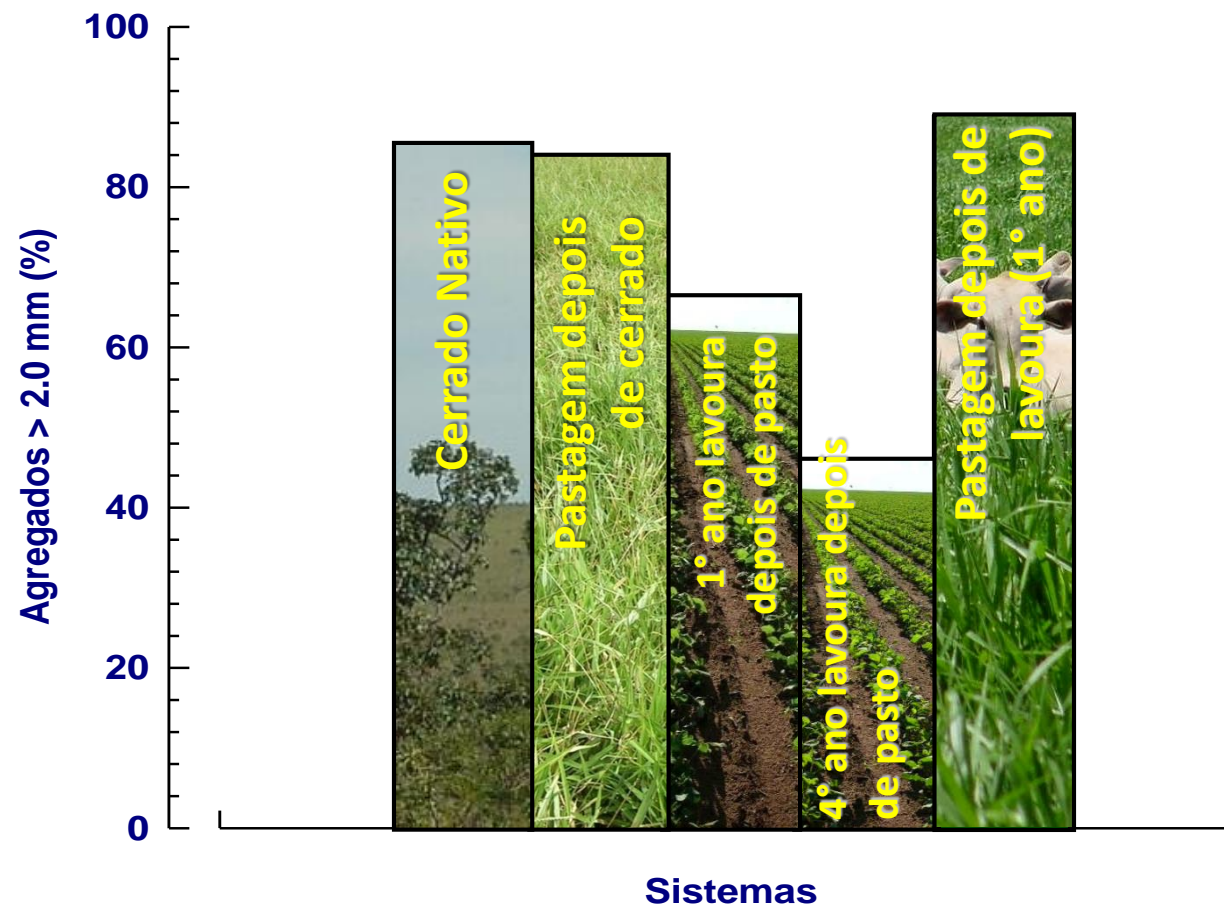 100
80
60
40
20
0
Agregados > 2.0 mm (%)
Cerrado Nativo
Pastagem depois
de cerrado
1° ano lavoura
depois de pasto
4° ano lavoura depois
de pasto
Pastagem depois de
lavoura (1° ano)
Sistemas